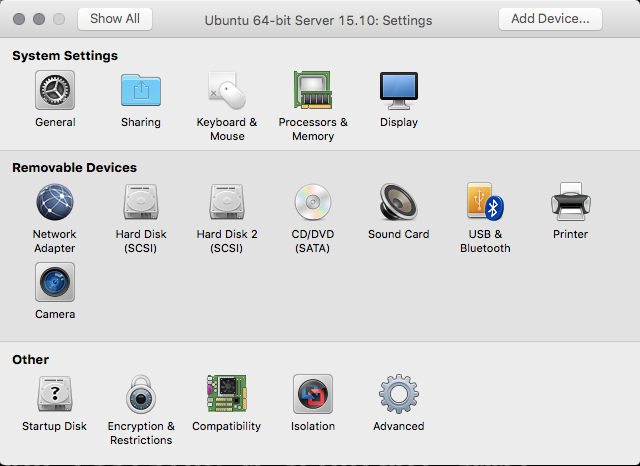 Show All
Ubuntu 64-bit Server 15.10: Settings
Add Device...
System Settings
General
Sharing
Keyboard &
Mouse
Processors &
Memory
Display
Removable Devices
Network
Adapter
Hard Disk
(SCSI)
Hard Disk 2
(SCSI)
CD/DVD
(SATA)
Sound Card
USB &
Bluetooth
Printer
Camera
Other
?
Startup Disk
Encryption &
Restrictions
Compatibility
Isolation
Advanced